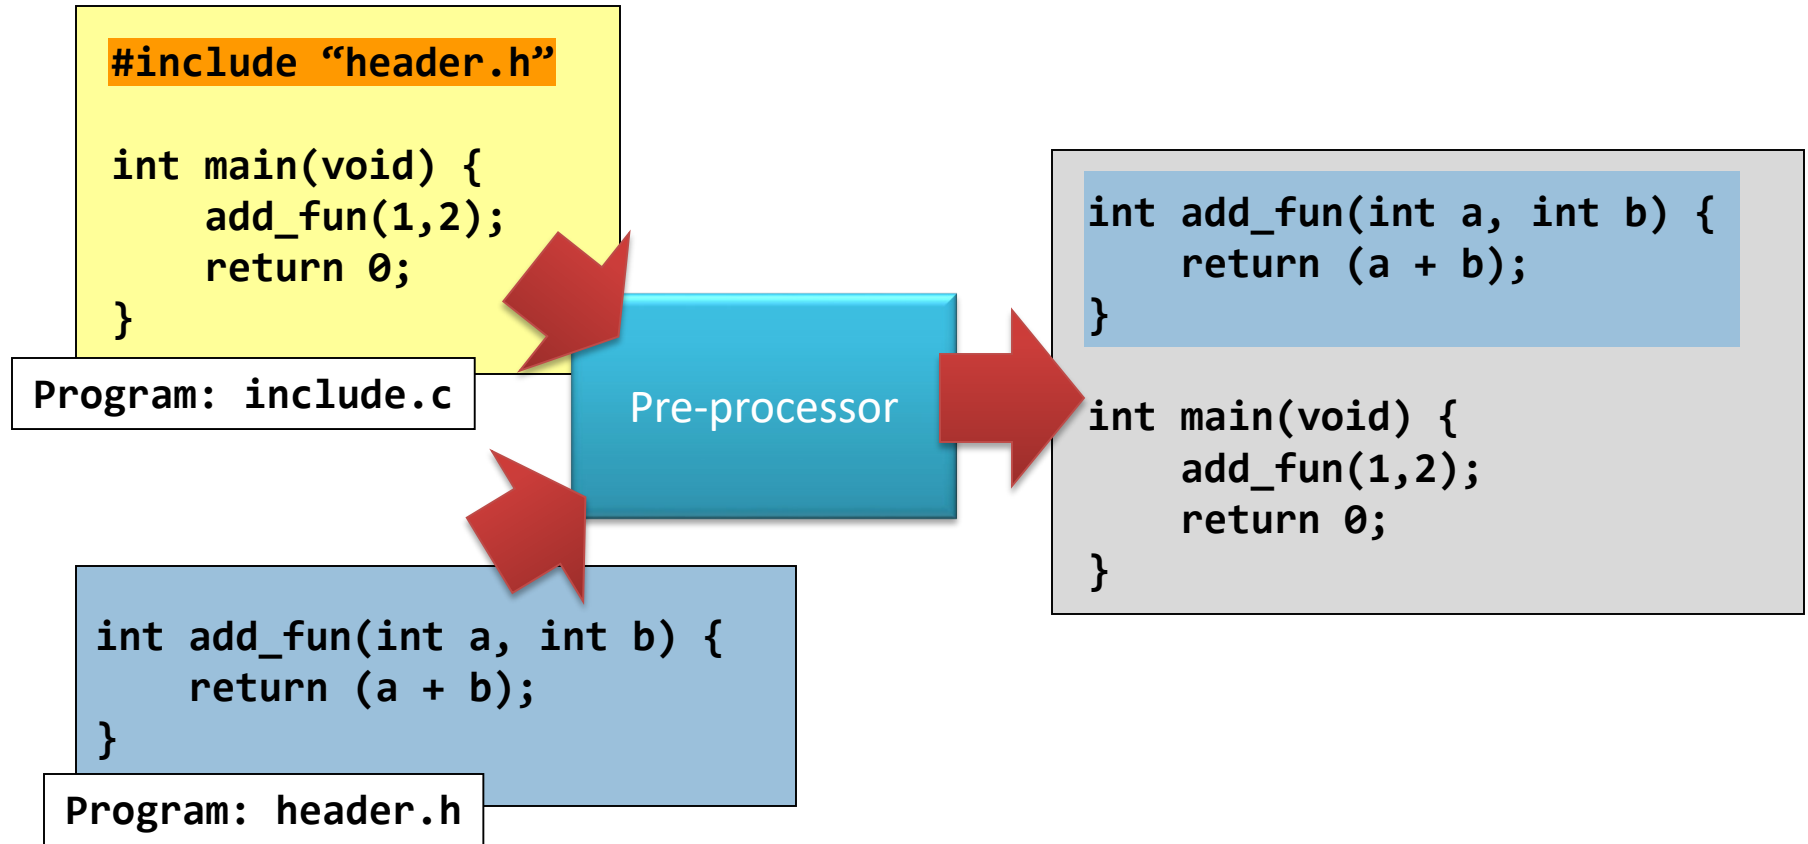 #include “header.h”
int main(void) {
    add_fun(1,2);
    return 0;
}
Program: include.c
Pre-processor
int add_fun(int a, int b) {
    return (a + b);
}
Program: header.h
int add_fun(int a, int b) {
    return (a + b);
}
int main(void) {
    add_fun(1,2);
    return 0;
}